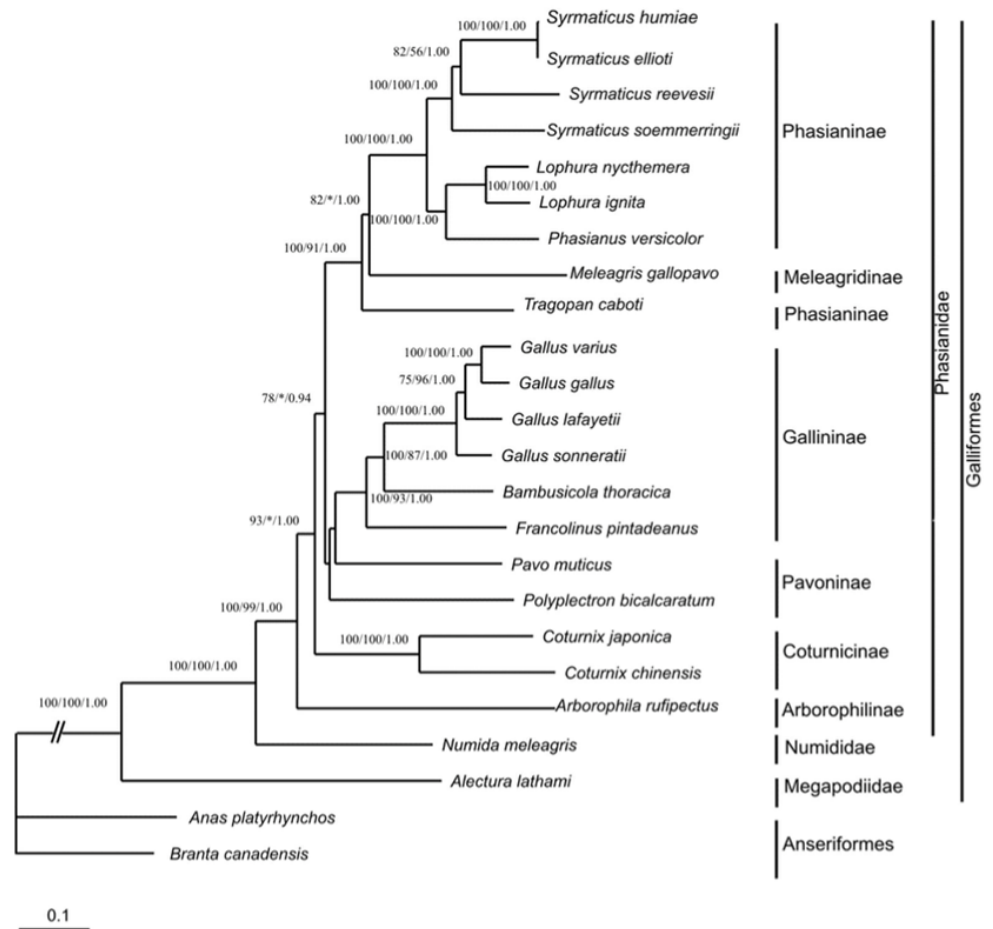 100/100/1.00
Syrmaticus humiae
82/56/1.00
Syrmaticus ellioti
100/100/1.00
Syrmaticus reevesii
Syrmaticus soemmerringii
Phasianinae
100/100/1.00
Lophura nycthemera
100/100/1.00
82/*/1.00
Lophura ignita
100/100/1.00
Phasianus versicolor
100/91/1.00
Meleagris gallopavo
Meleagridinae
Tragopan caboti
Phasianinae
Phasianidae
Galliformes
100/100/1.00
Gallus varius
75/96/1.00
Gallus gallus
78/*/0.94
100/100/1.00
Gallus lafayetii
Gallininae
100/87/1.00
Gallus sonneratii
100/93/1.00
Bambusicola thoracica
93/*/1.00
Francolinus pintadeanus
Pavo muticus
Pavoninae
Polyplectron bicalcaratum
100/99/1.00
100/100/1.00
Coturnix japonica
Coturnicinae
100/100/1.00
Coturnix chinensis
100/100/1.00
Arborophila rufipectus
Arborophilinae
Numida meleagris
Numididae
Alectura lathami
Megapodiidae
Anas platyrhynchos
Anseriformes
Branta canadensis
0.1